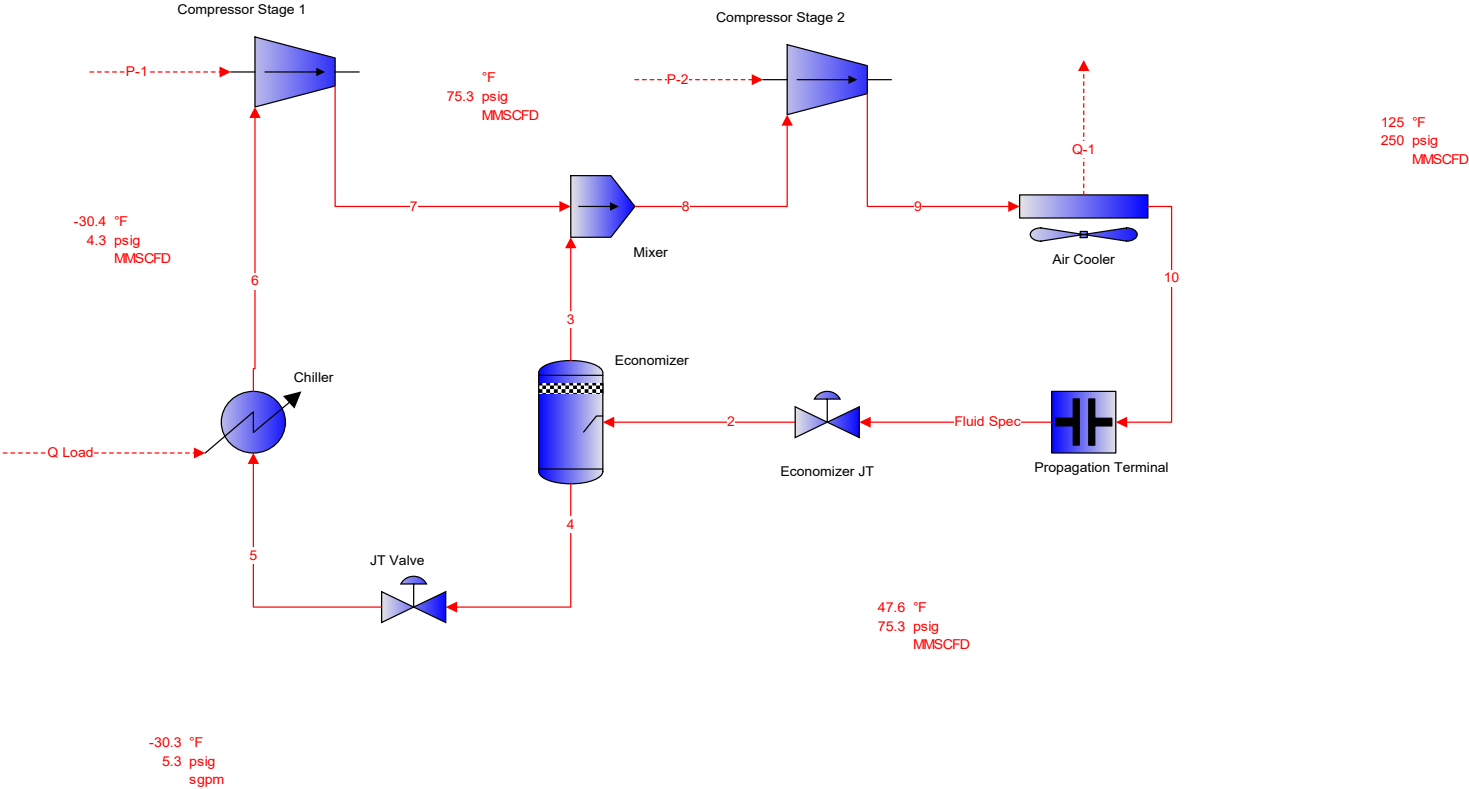 Compressor Stage 1
Compressor Stage 2
P-1
°F
75.3 psig
MMSCFD
P-2
125 °F
250 psig
MMSCFD
Q-1
-30.4 °F
4.3 psig
MMSCFD
7
8
9
Mixer
Air Cooler
6
10
3
Economizer
Chiller
2
Fluid Spec
Q Load
Economizer JT
Propagation Terminal
4
5
JT Valve
47.6 °F
75.3 psig
MMSCFD
-30.3 °F
5.3 psig
sgpm